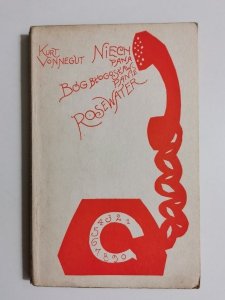 KURT
VONNEGUT
NIECH
PANA
BÓG BŁOGOSŁAWI
PANIE
ROSEWATER